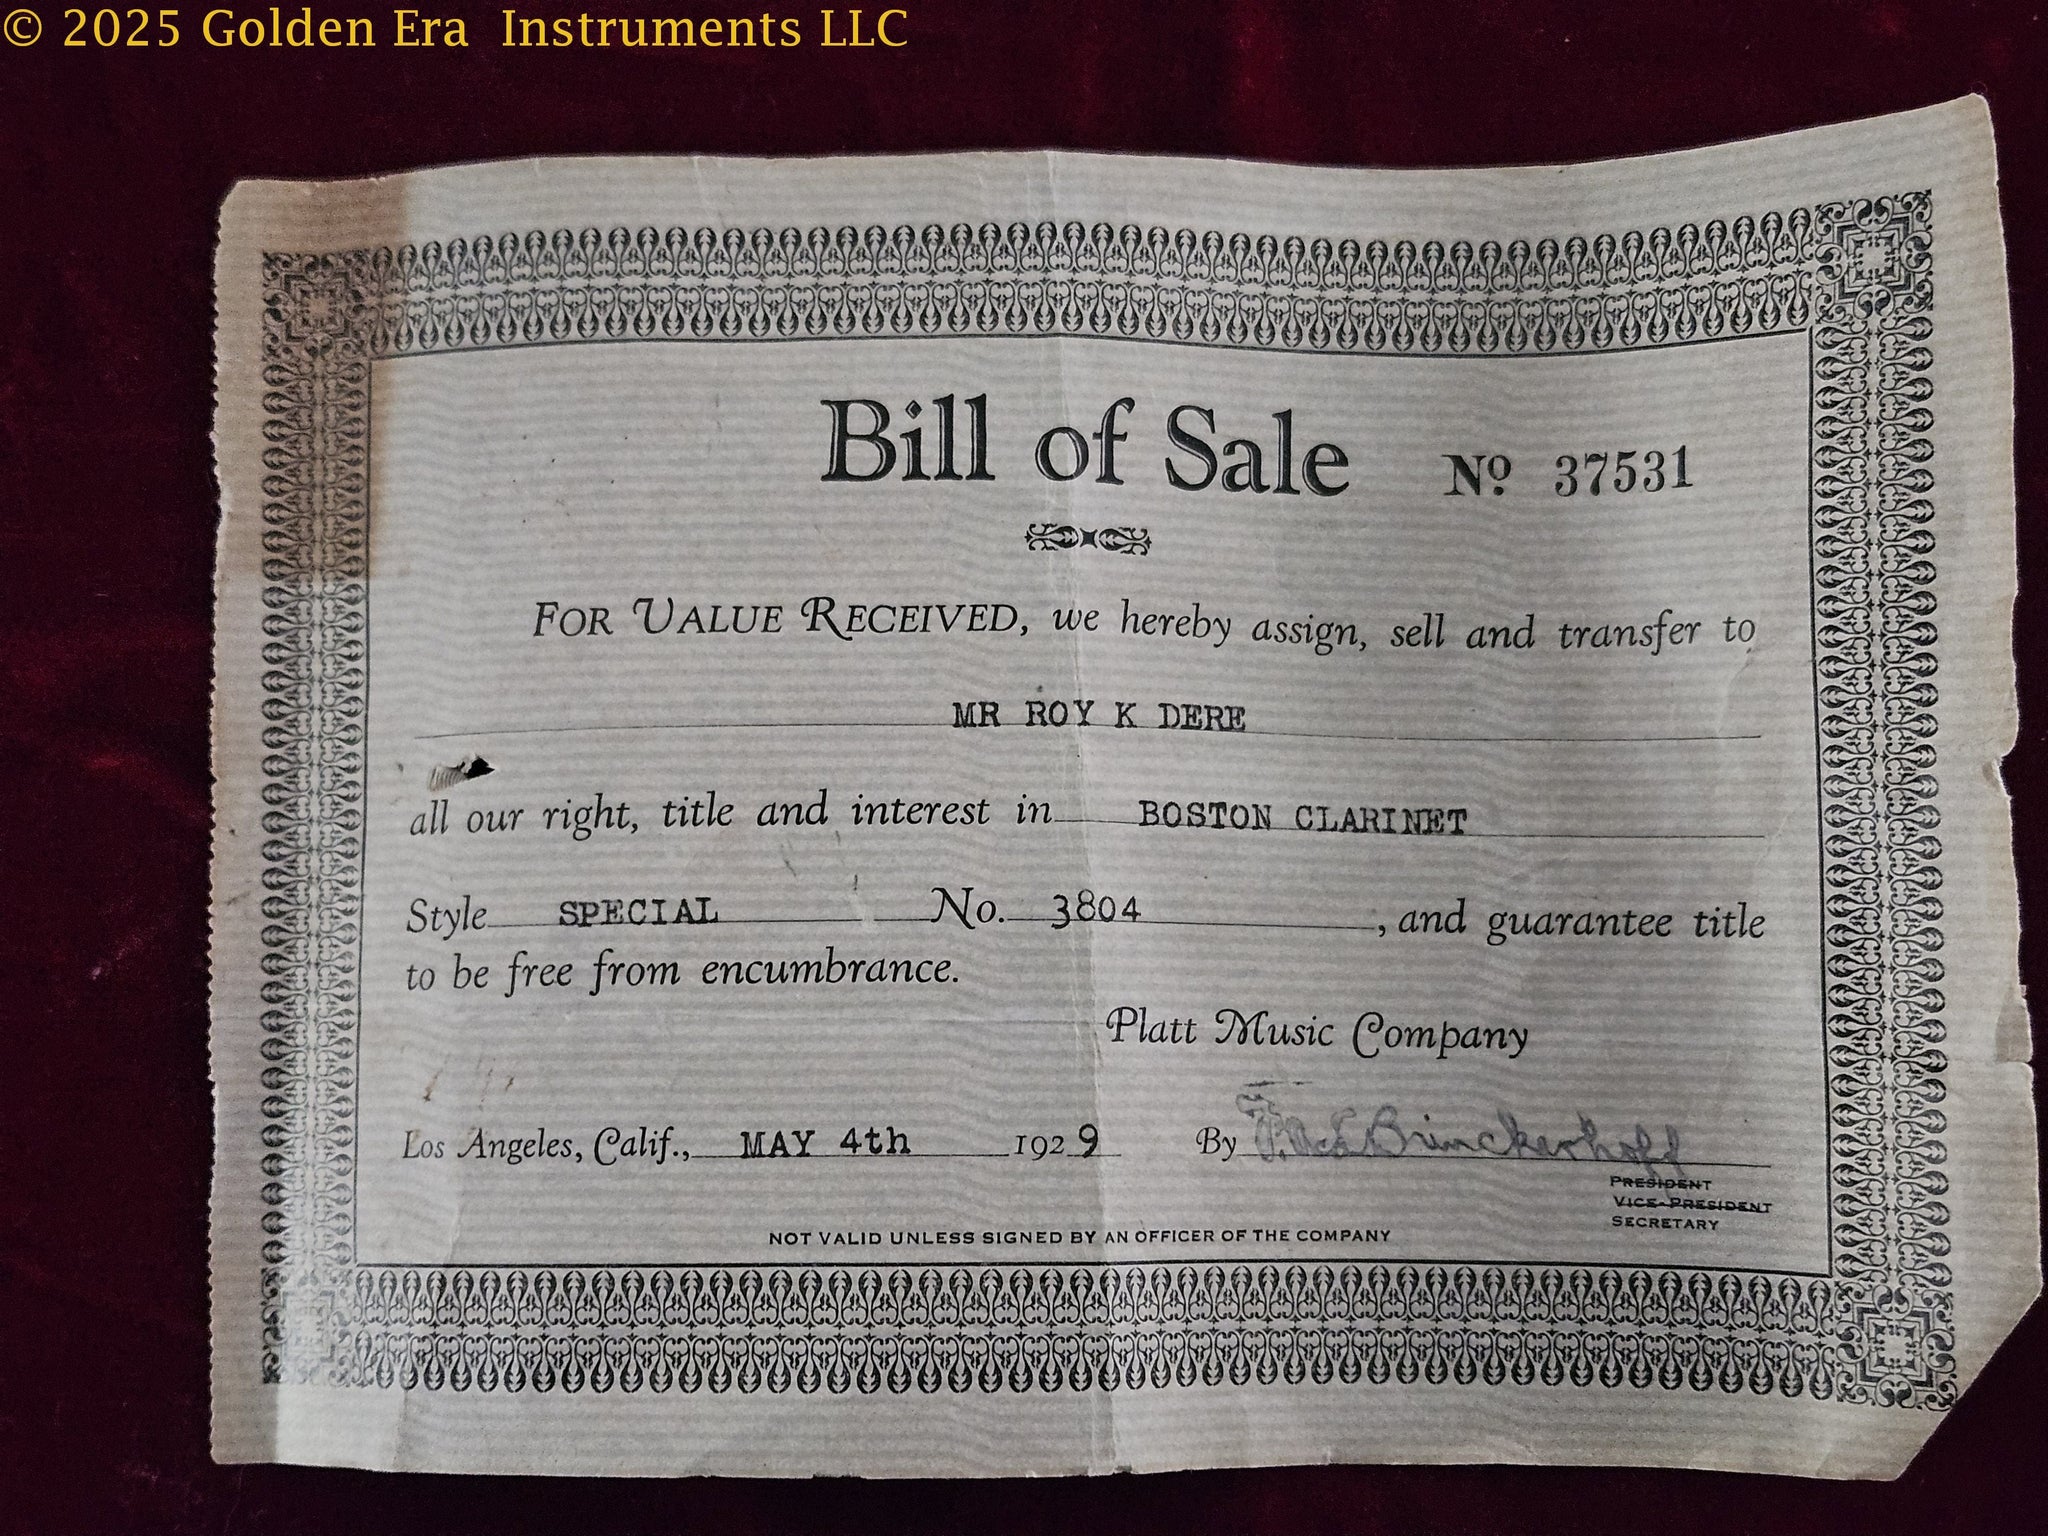 © 2025 Golden Era Instruments LLC
Bill of Sale Nº 37531
FOR VALUE RECEIVED, we hereby assign, sell and transfer to
MR ROY K DERE
all our right, title and interest in BOSTON CLARINET
Style SPECIAL No. 3804, and guarantee title
to be free from encumbrance.
Platt Music Company
Los Angeles, Calif., MAY 4th 1929 By Brinckerhoff
PRESIDENT
VICE-PRESIDENT
SECRETARY
NOT VALID UNLESS SIGNED BY AN OFFICER OF THE COMPANY